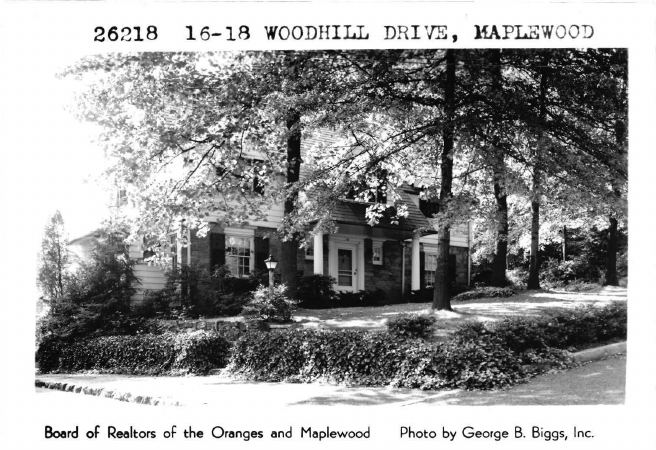 26218 16-18 WOODHILL DRIVE, MAPLEWOOD
Board of Realtors of the Oranges and Maplewood Photo by George B. Biggs, Inc.